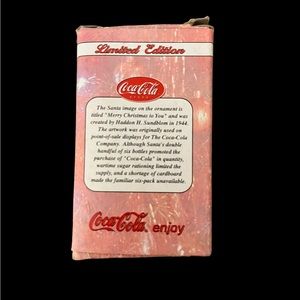 Limited Edition
Coca-Cola
The Santa image on the ornament is
titled "Merry Christmas to You" and was
created by Haddon H. Sundblom in 1944.
The artwork was originally used on
point-of-sale displays for The Coca-Cola
Company. Although Santa's double
handful of six bottles promoted the
purchase of "Coca-Cola" in quantity,
wartime sugar rationing limited the
supply, and a shortage of cardboard
made the familiar six-pack unavailable.
Coca-Cola enjoy